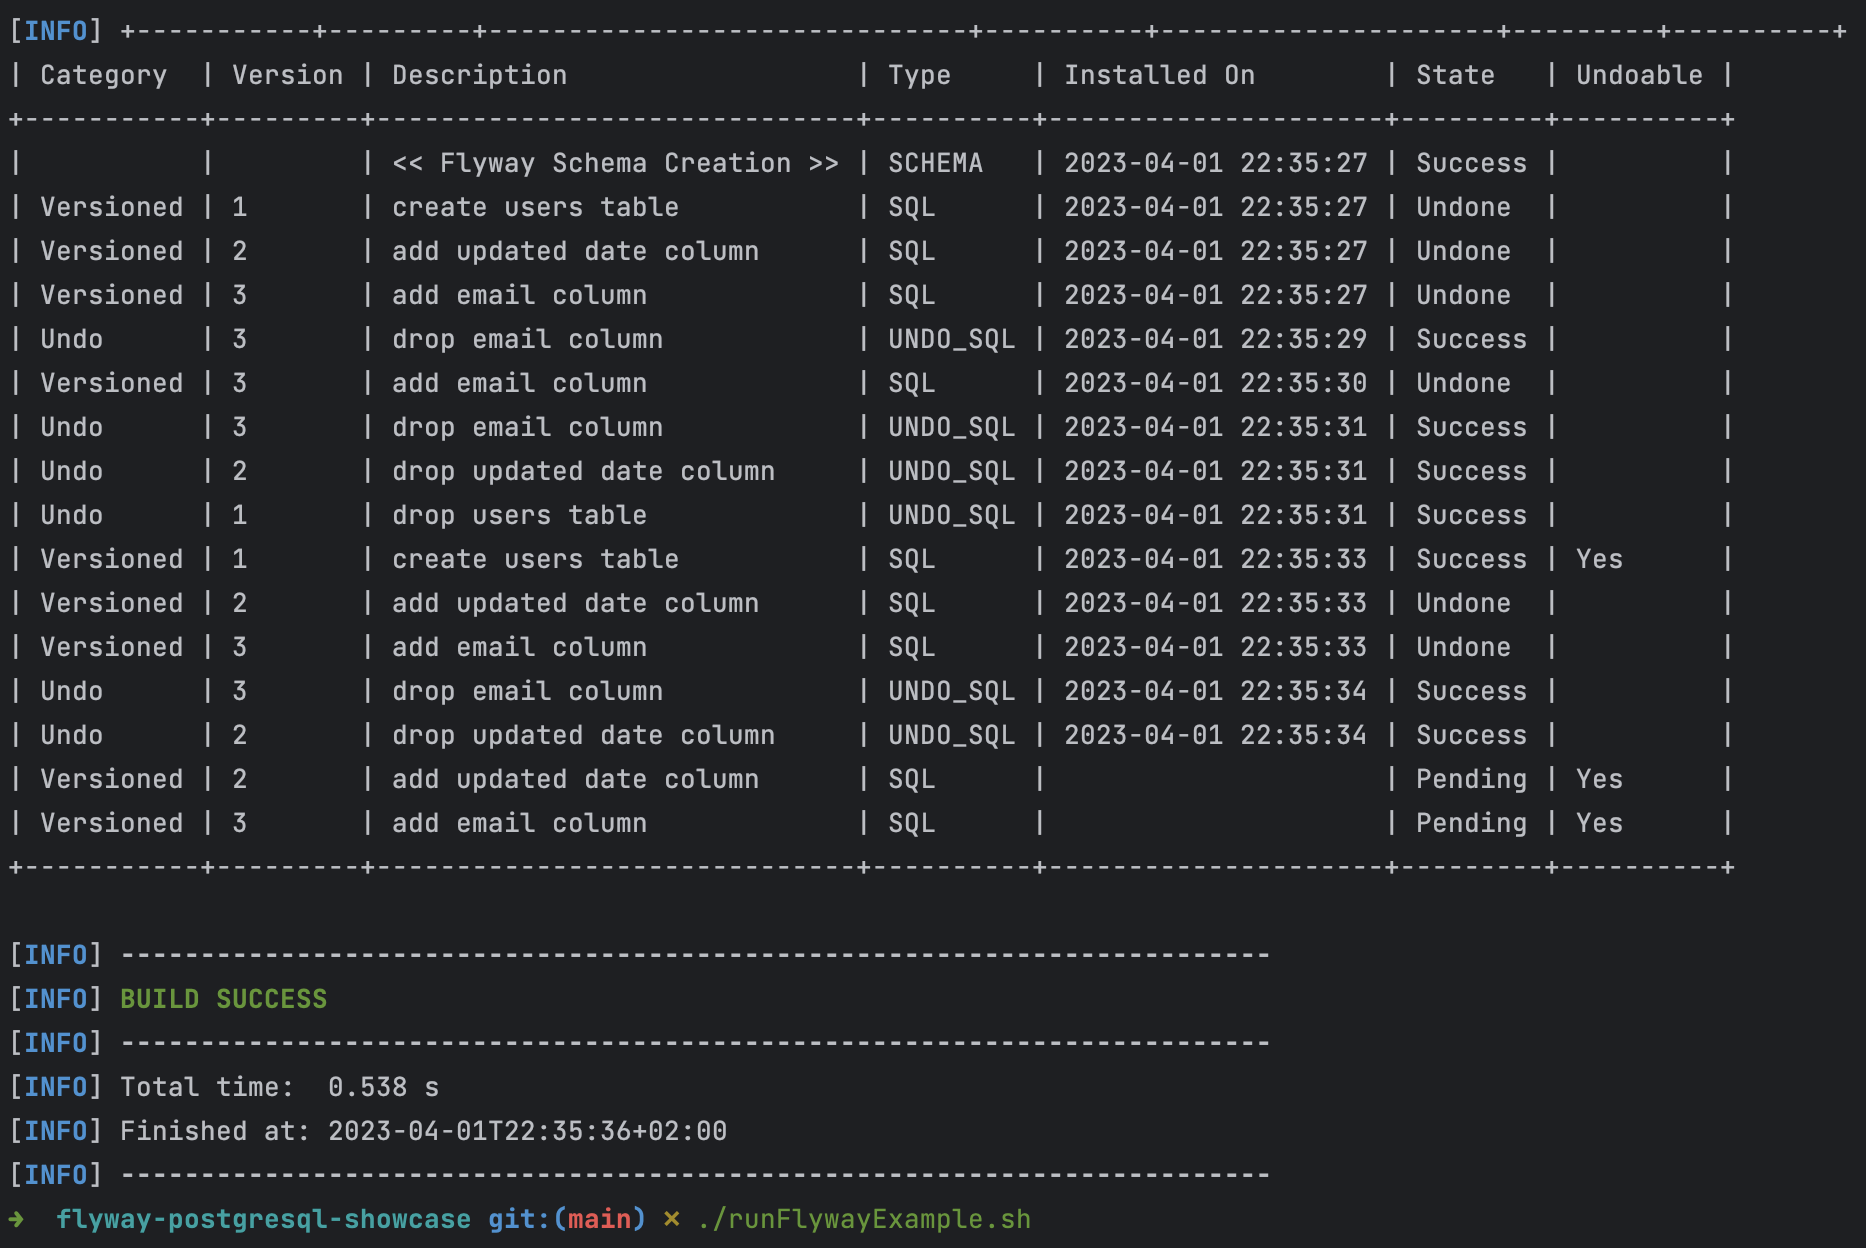 [INFO] +-----------+---------+------------------------------+----------+---------------------+---------+----------+
| Category  | Version | Description                  | Type     | Installed On        | State   | Undoable |
+-----------+---------+------------------------------+----------+---------------------+---------+----------+
|           |         | << Flyway Schema Creation >> | SCHEMA   | 2023-04-01 22:35:27 | Success |          |
| Versioned | 1       | create users table           | SQL      | 2023-04-01 22:35:27 | Undone  |          |
| Versioned | 2       | add updated date column      | SQL      | 2023-04-01 22:35:27 | Undone  |          |
| Versioned | 3       | add email column             | SQL      | 2023-04-01 22:35:27 | Undone  |          |
| Undo      | 3       | drop email column            | UNDO_SQL | 2023-04-01 22:35:29 | Success |          |
| Versioned | 3       | add email column             | SQL      | 2023-04-01 22:35:30 | Undone  |          |
| Undo      | 3       | drop email column            | UNDO_SQL | 2023-04-01 22:35:31 | Success |          |
| Undo      | 2       | drop updated date column     | UNDO_SQL | 2023-04-01 22:35:31 | Success |          |
| Undo      | 1       | drop users table             | UNDO_SQL | 2023-04-01 22:35:31 | Success |          |
| Versioned | 1       | create users table           | SQL      | 2023-04-01 22:35:33 | Success | Yes      |
| Versioned | 2       | add updated date column      | SQL      | 2023-04-01 22:35:33 | Undone  |          |
| Versioned | 3       | add email column             | SQL      | 2023-04-01 22:35:33 | Undone  |          |
| Undo      | 3       | drop email column            | UNDO_SQL | 2023-04-01 22:35:34 | Success |          |
| Undo      | 2       | drop updated date column     | UNDO_SQL | 2023-04-01 22:35:34 | Success |          |
| Versioned | 2       | add updated date column      | SQL      |                     | Pending | Yes      |
| Versioned | 3       | add email column             | SQL      |                     | Pending | Yes      |
+-----------+---------+------------------------------+----------+---------------------+---------+----------+
[INFO] ------------------------------------------------------------------------
[INFO] BUILD SUCCESS
[INFO] ------------------------------------------------------------------------
[INFO] Total time:  0.538 s
[INFO] Finished at: 2023-04-01T22:35:36+02:00
[INFO] ------------------------------------------------------------------------
➜  flyway-postgresql-showcase git:(main) × ./runFlywayExample.sh